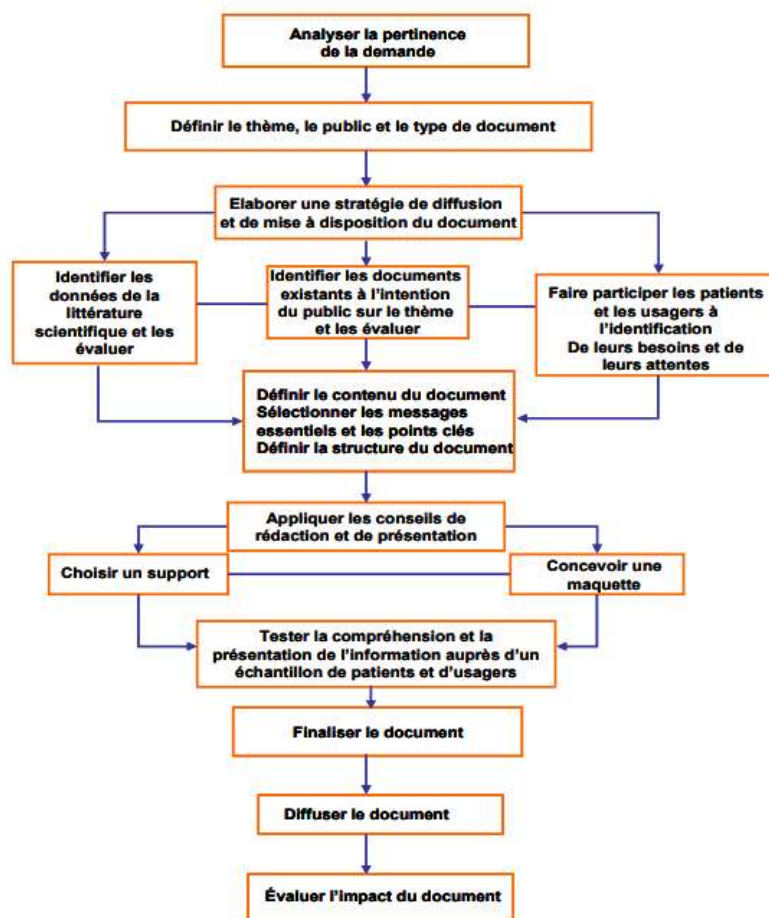 Analyser la pertinence
de la demande
Définir le thème, le public et le type de document
Elaborer une stratégie de diffusion
et de mise à disposition du document
Identifier les
données de la
littérature
scientifique et les
évaluer
Identifier les documents
existants à l'intention
du public sur le thème
et les évaluer
Faire participer les patients
et les usagers à
l'identification
De leurs besoins et de
leurs attentes
Définir le contenu du document
Sélectionner les messages
essentiels et les points clés
Définir la structure du document
Appliquer les conseils de
rédaction et de présentation
Choisir un support
Concevoir une
maquette
Tester la compréhension et la
présentation de l'information auprès d'un
échantillon de patients et d'usagers
Finaliser le document
Diffuser le document
Évaluer l'impact du document